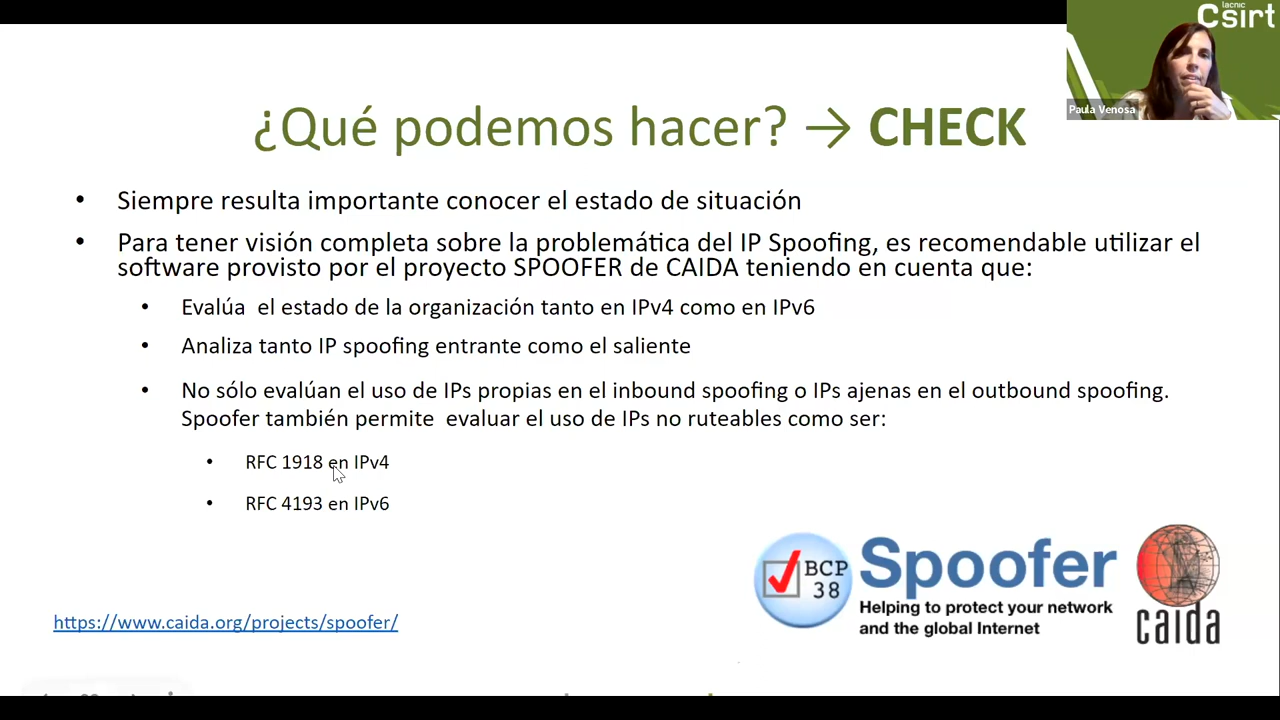 lacnic
Csirt
Paula Venosa
¿Qué podemos hacer? → CHECK
• Siempre resulta importante conocer el estado de situación
• Para tener visión completa sobre la problemática del IP Spoofing, es recomendable utilizar el
software provisto por el proyecto SPOOFER de CAIDA teniendo en cuenta que:
• Evalúa el estado de la organización tanto en IPv4 como en IPv6
• Analiza tanto IP spoofing entrante como el saliente
• No sólo evalúan el uso de IPs propias en el inbound spoofing o IPs ajenas en el outbound spoofing.
Spoofer también permite evaluar el uso de IPs no ruteables como ser:
• RFC 1918 en IPv4
• RFC 4193 en IPv6
BCP
38
Spoofer
Helping to protect your network
and the global Internet
caida
https://www.caida.org/projects/spoofer/